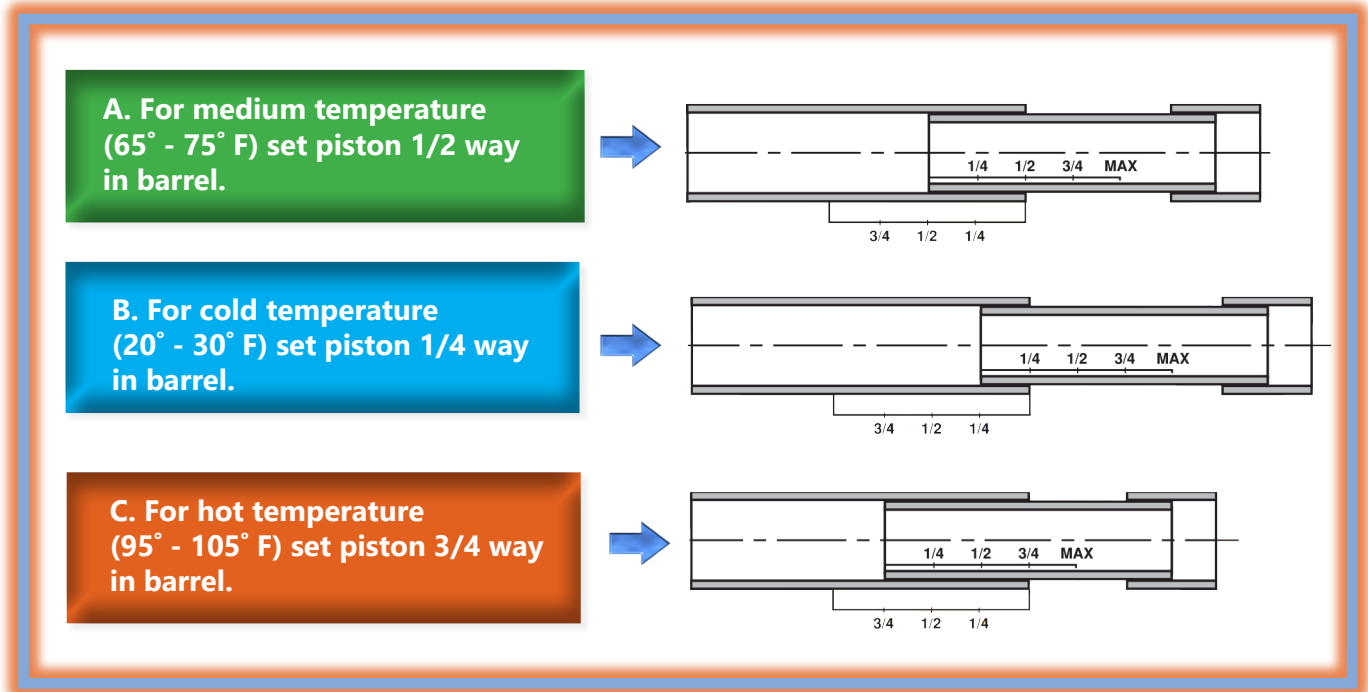 A. For medium temperature
(65° - 75° F) set piston 1/2 way
in barrel.
1/4 1/2 3/4 MAX
3/4 1/2 1/4
B. For cold temperature
(20° - 30° F) set piston 1/4 way
in barrel.
1/4 1/2 3/4 MAX
3/4 1/2 1/4
C. For hot temperature
(95° - 105° F) set piston 3/4 way
in barrel.
1/4 1/2 3/4 MAX
3/4 1/2 1/4